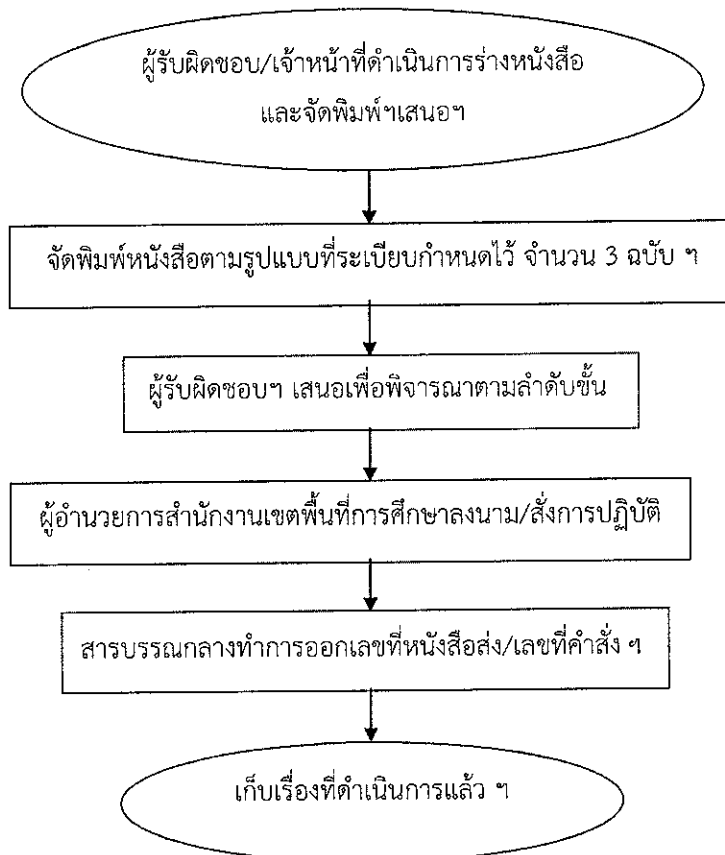 ผู้รับผิดชอบ/เจ้าหน้าที่ดำเนินการร่างหนังสือ
และจัดพิมพ์ฯเสนอฯ
จัดพิมพ์หนังสือตามรูปแบบที่ระเบียบกำหนดไว้ จำนวน 3 ฉบับ ฯ
ผู้รับผิดชอบฯ เสนอเพื่อพิจารณาตามลำดับขั้น
ผู้อำนวยการสำนักงานเขตพื้นที่การศึกษาลงนาม/สั่งการปฏิบัติ
สารบรรณกลางทำการออกเลขที่หนังสือส่ง/เลขที่คำสั่ง ฯ
เก็บเรื่องที่ดำเนินการแล้ว ฯ